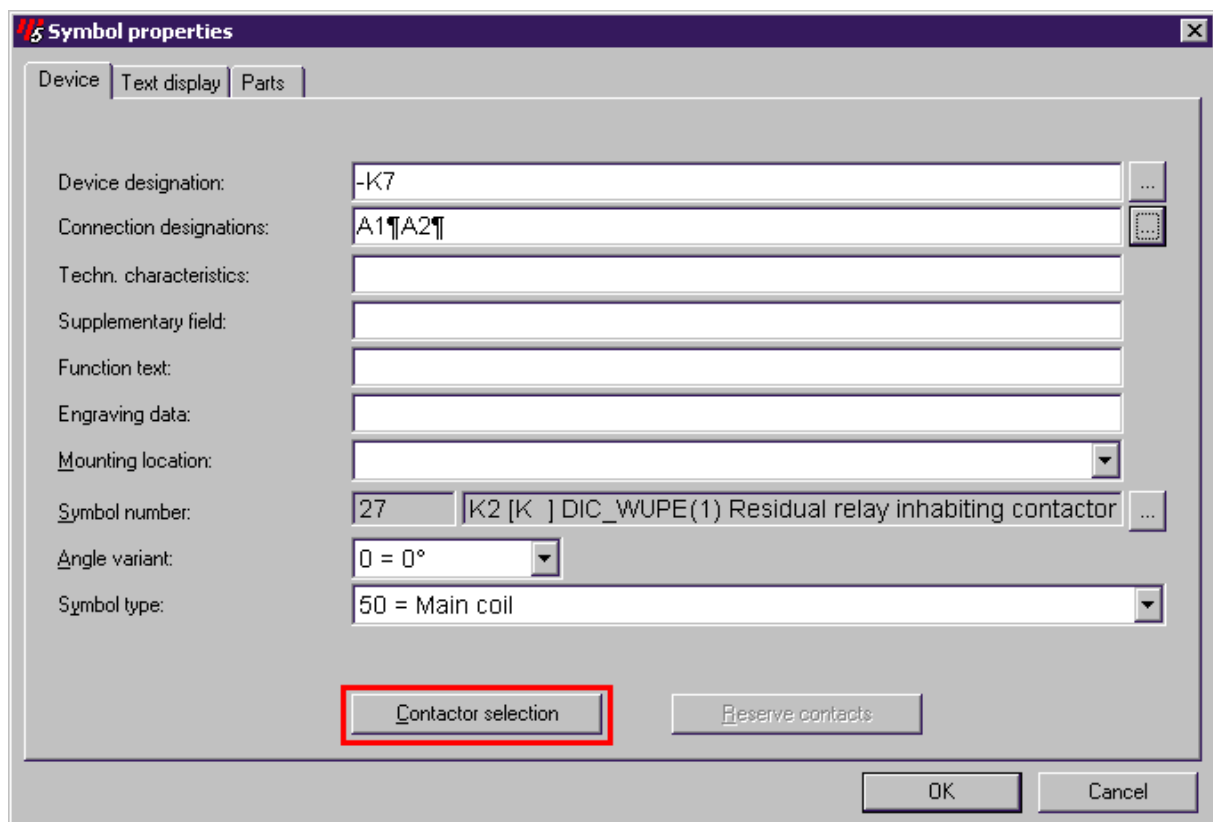 Symbol properties
Device Text display Parts
Device designation: -K7 ...
Connection designations: A1¶A2¶ ...
Techn. characteristics:
Supplementary field:
Function text:
Engraving data:
Mounting location:
Symbol number: 27 K2 [K ] DIC_WUPE(1) Residual relay inhabiting contactor ...
Angle variant: 0 = 0°
Symbol type: 50 = Main coil
Contactor selection Reserve contacts
OK Cancel